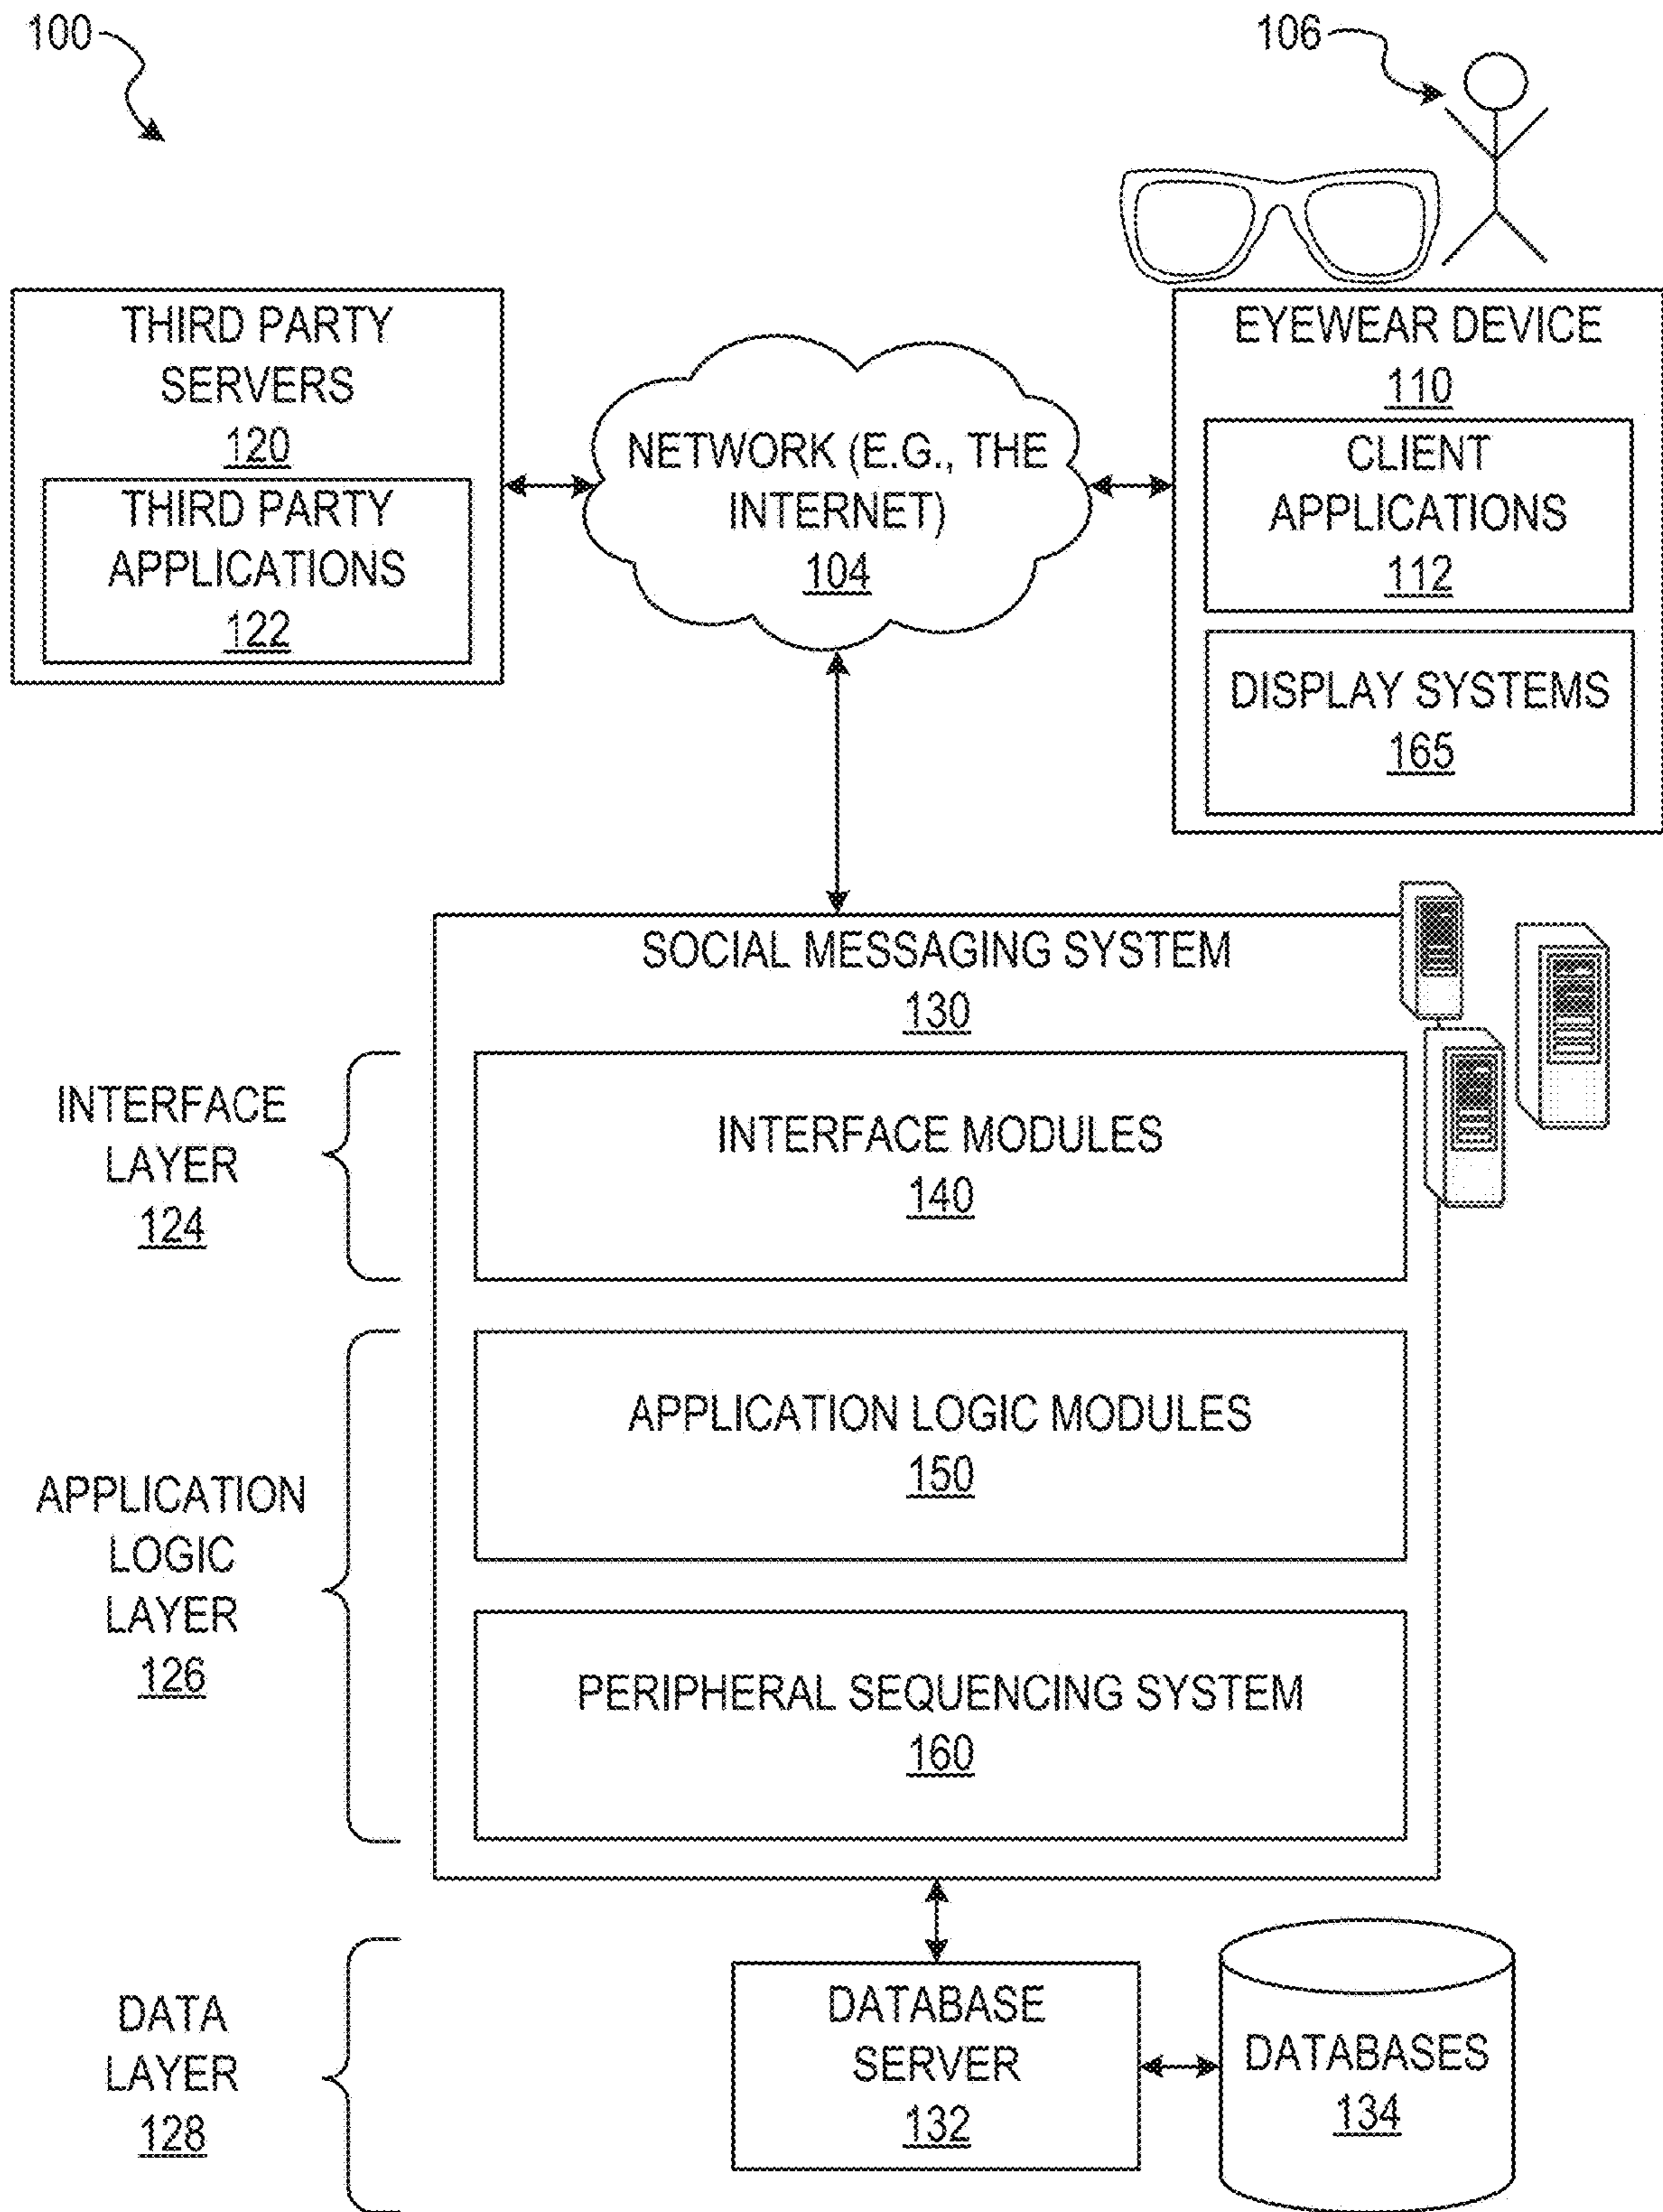 100
106
THIRD PARTY
SERVERS
120
THIRD PARTY
APPLICATIONS
122
NETWORK (E.G., THE
INTERNET)
104
EYEWEAR DEVICE
110
CLIENT
APPLICATIONS
112
DISPLAY SYSTEMS
165
SOCIAL MESSAGING SYSTEM
130
INTERFACE
LAYER
124
INTERFACE MODULES
140
APPLICATION
LOGIC
LAYER
126
APPLICATION LOGIC MODULES
150
PERIPHERAL SEQUENCING SYSTEM
160
DATA
LAYER
128
DATABASE
SERVER
132
DATABASES
134